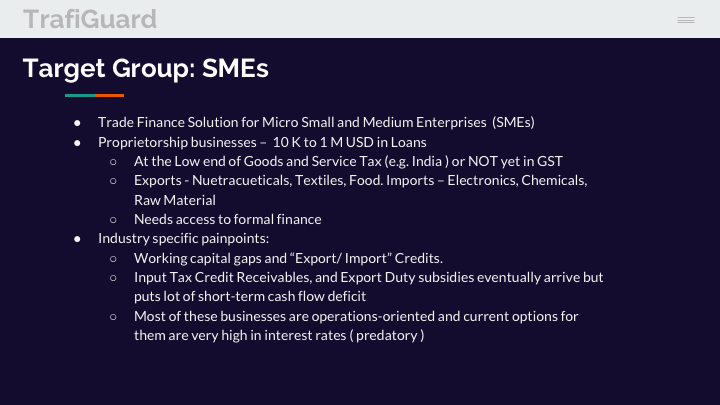 TrafiGuard
Target Group: SMEs
● Trade Finance Solution for Micro Small and Medium Enterprises (SMEs)
● Proprietorship businesses – 10 K to 1 M USD in Loans
○ At the Low end of Goods and Service Tax (e.g. India ) or NOT yet in GST
○ Exports - Nuetracueticals, Textiles, Food. Imports – Electronics, Chemicals,
Raw Material
○ Needs access to formal finance
● Industry specific painpoints:
○ Working capital gaps and “Export/ Import” Credits.
○ Input Tax Credit Receivables, and Export Duty subsidies eventually arrive but
puts lot of short-term cash flow deficit
○ Most of these businesses are operations-oriented and current options for
them are very high in interest rates ( predatory )